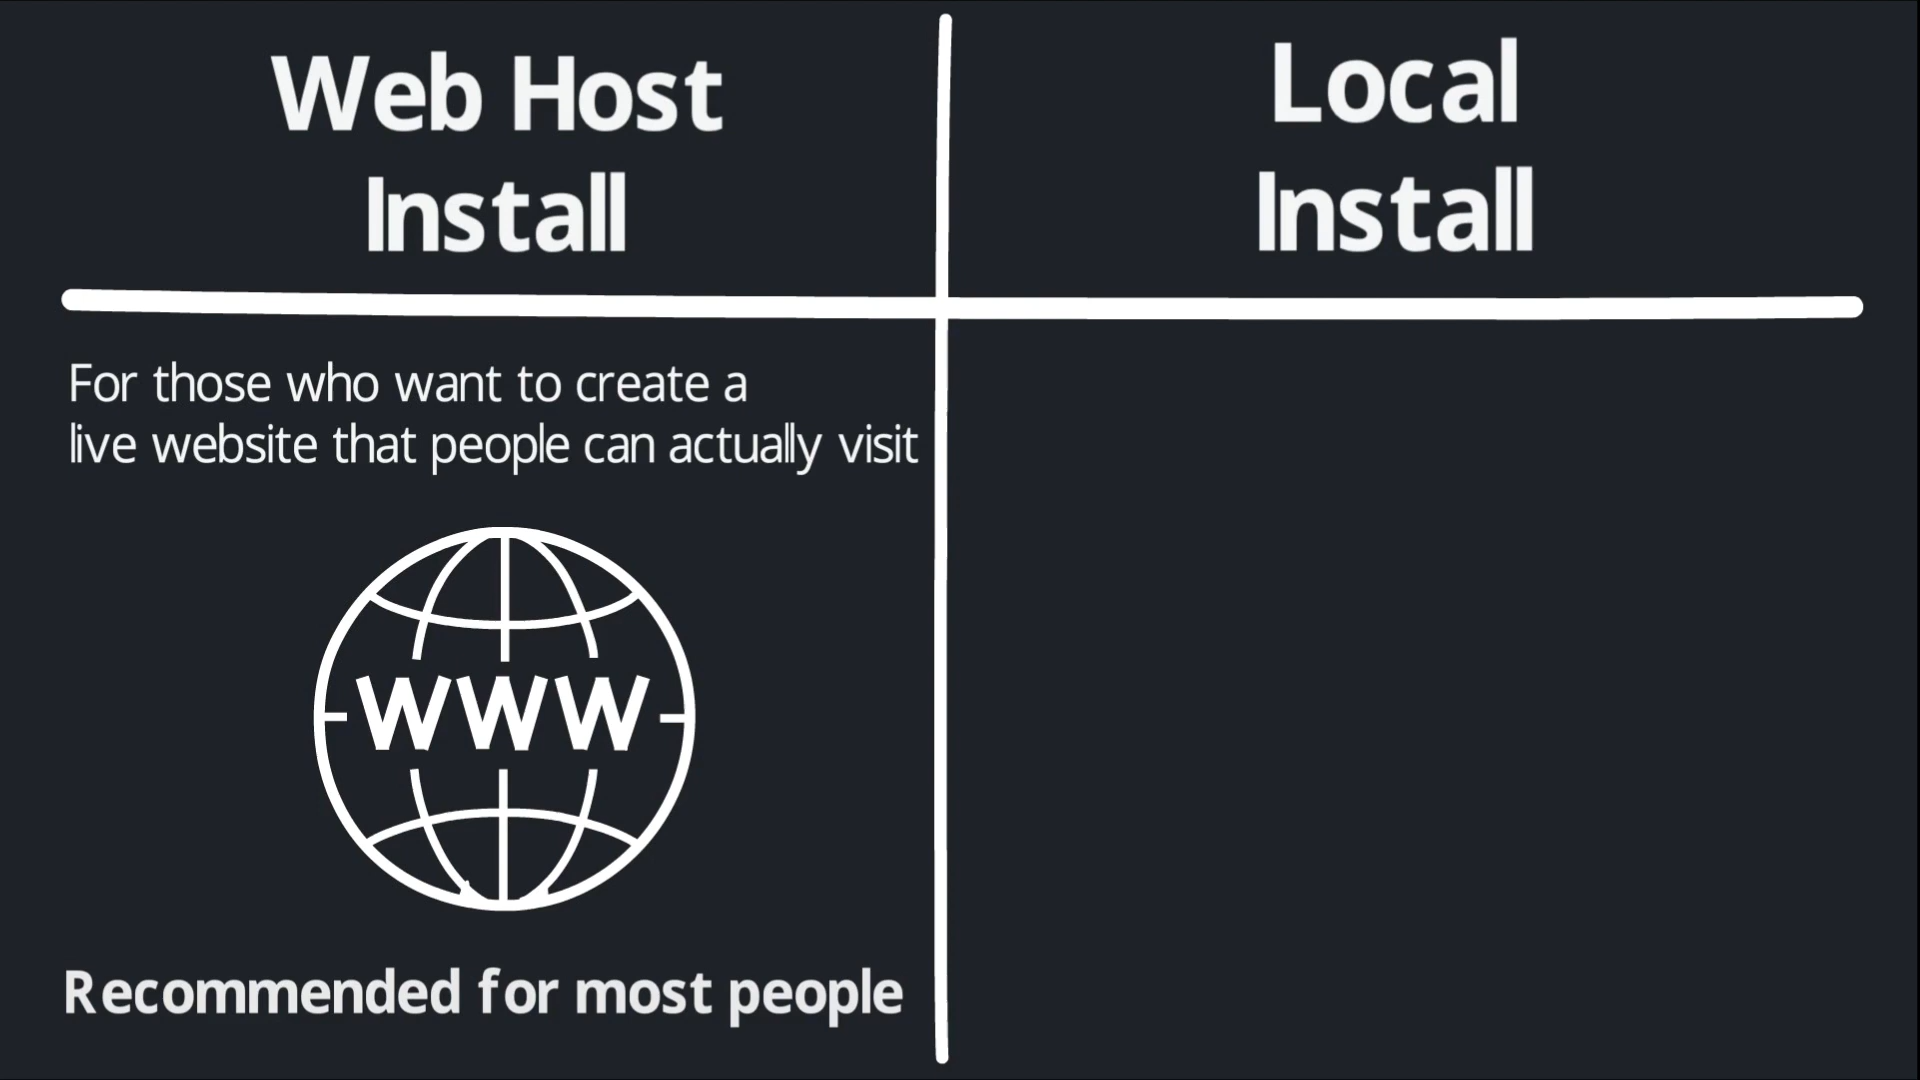 Web Host
Install
Local
Install
For those who want to create a
live website that people can actually visit
WWW
Recommended for most people